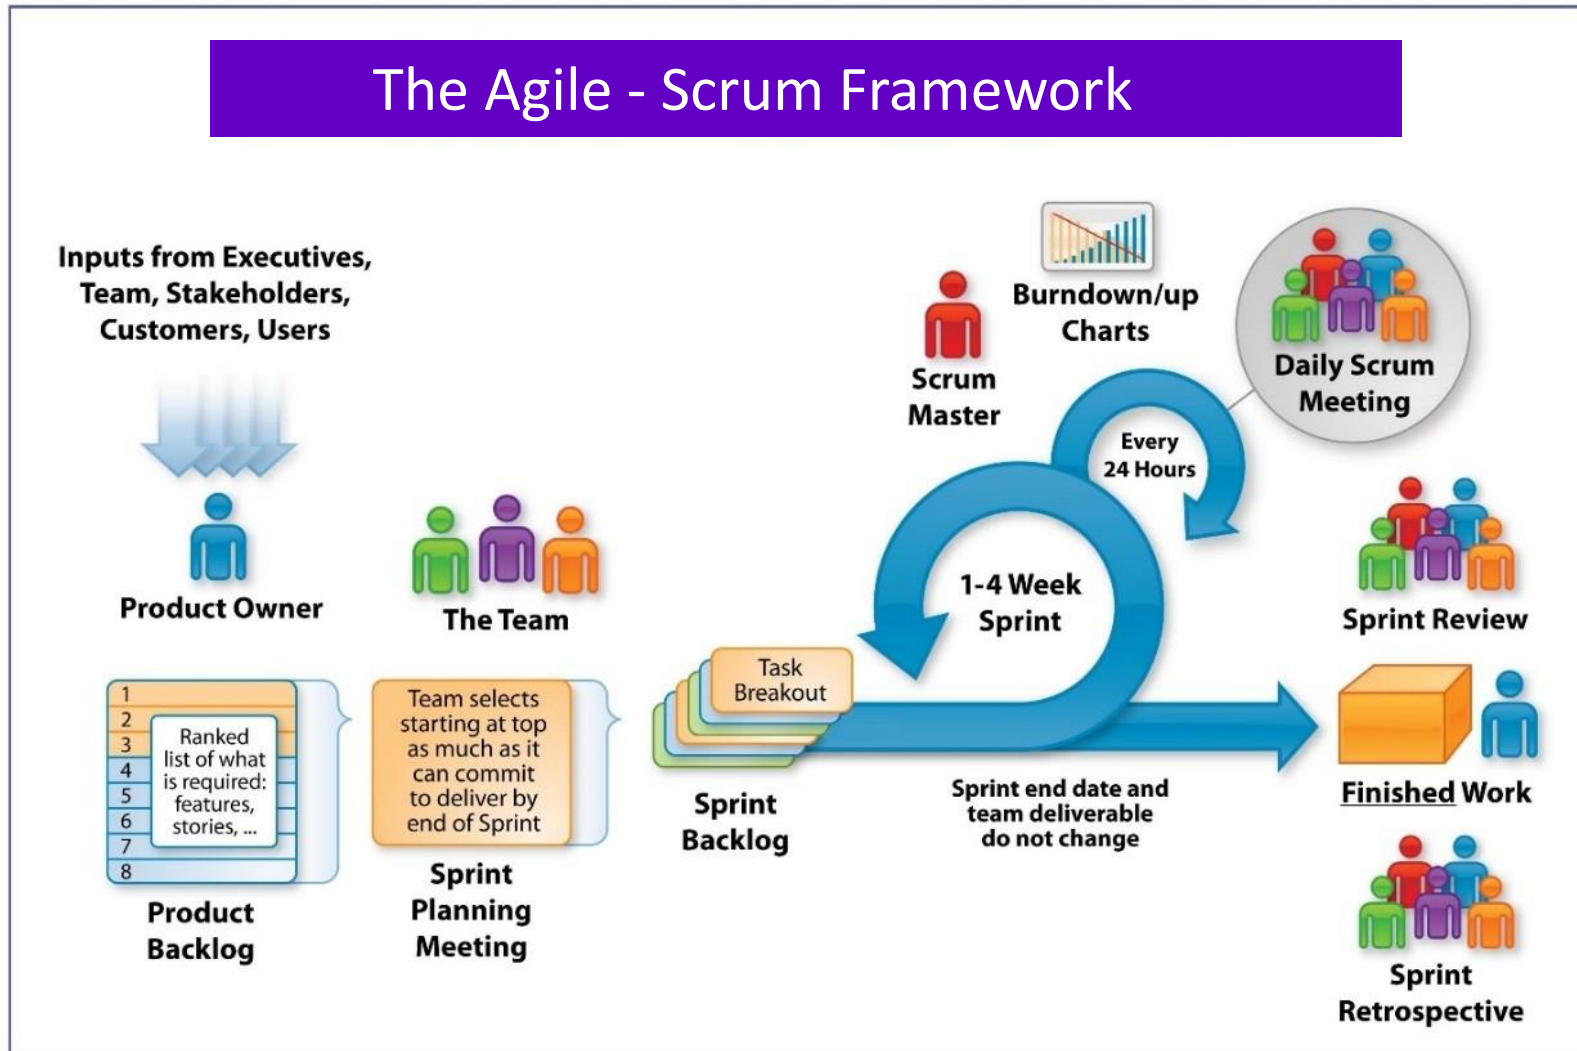 The Agile - Scrum Framework
Inputs from Executives,
Team, Stakeholders,
Customers, Users
Product Owner
The Team
1
2
3
4
5
6
7
8
Ranked
list of what
is required:
features,
stories, ...
Product
Backlog
Team selects
starting at top
as much as it
can commit
to deliver by
end of Sprint
Sprint
Planning
Meeting
Task
Breakout
Sprint
Backlog
Scrum
Master
Burndown/up
Charts
Every
24 Hours
Daily Scrum
Meeting
1-4 Week
Sprint
Sprint end date and
team deliverable
do not change
Sprint Review
Finished Work
Sprint
Retrospective